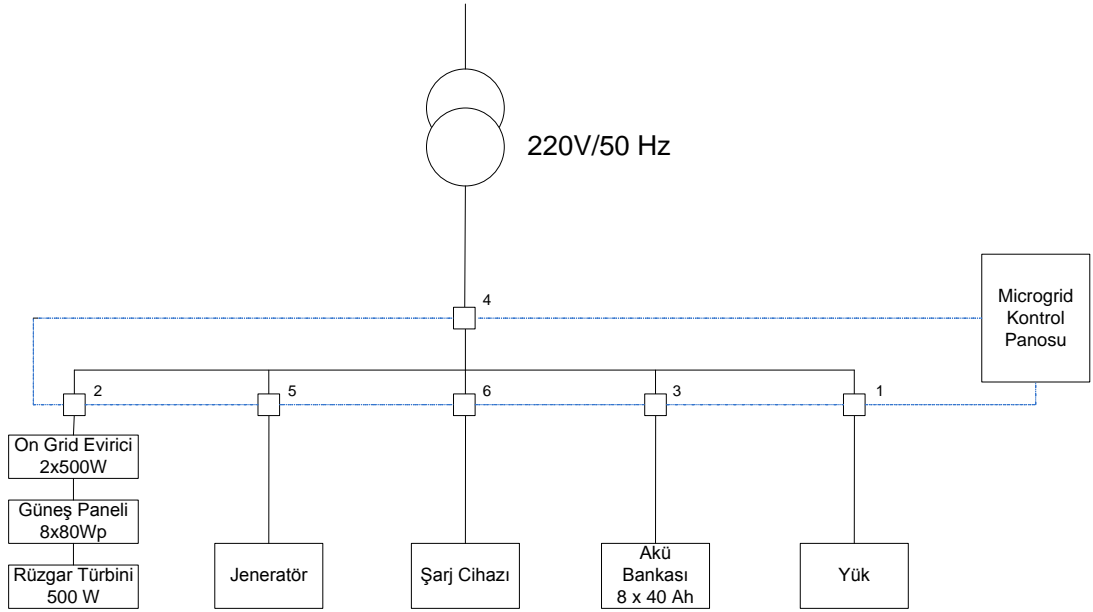 220V/50 Hz
4
Microgrid
Kontrol
Panosu
2
5
6
3
1
On Grid Evirici
2x500W
Güneş Paneli
8x80Wp
Rüzgar Türbini
500 W
Jeneratör
Şarj Cihazı
Akü
Bankası
8 x 40 Ah
Yük